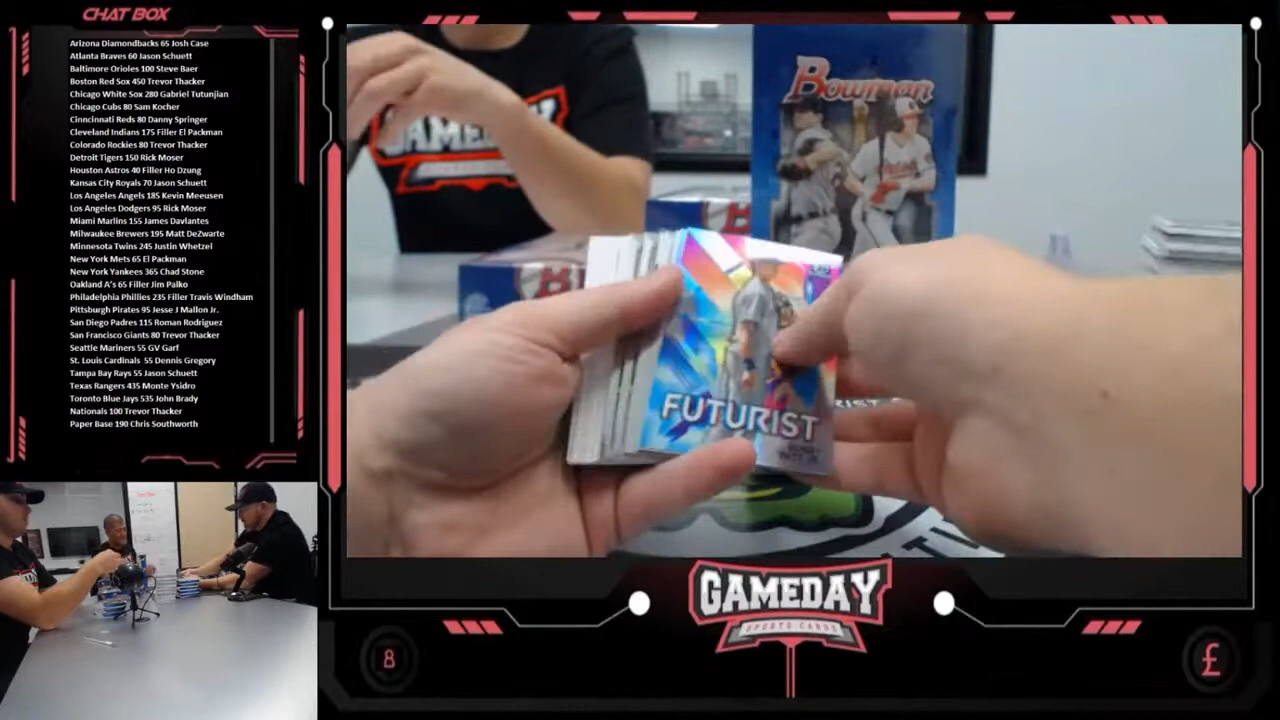 CHAT BOX
Arizona Diamondbacks 65 Josh Case
Atlanta Braves 60 Jason Schuett
Baltimore Orioles 100 Steve Baer
Boston Red Sox 450 Trevor Thacker
Chicago White Sox 280 Gabriel Tutunjian
Chicago Cubs 80 Sam Kocher
Cinncinnati Reds 80 Danny Springer
Cleveland Indians 175 Filler El Packman
Colorado Rockies 80 Trevor Thacker
Detroit Tigers 150 Rick Moser
Houston Astros 40 Filler Ho Dzung
Kansas City Royals 70 Jason Schuett
Los Angeles Angels 185 Kevin Meeusen
Los Angeles Dodgers 95 Rick Moser
Miami Marlins 155 James Davlantes
Milwaukee Brewers 195 Matt DeZwarte
Minnesota Twins 245 Justin Whetzel
New York Mets 65 El Packman
New York Yankees 365 Chad Stone
Oakland A's 65 Filler Jim Palko
Philadelphia Phillies 235 Filler Travis Windham
Pittsburgh Pirates 95 Jesse J Mallon Jr.
San Diego Padres 115 Roman Rodriguez
San Francisco Giants 80 Trevor Thacker
Seattle Mariners 55 GV Garf
St. Louis Cardinals 55 Dennis Gregory
Tampa Bay Rays 55 Jason Schuett
Texas Rangers 435 Monte Ysidro
Toronto Blue Jays 535 John Brady
Nationals 100 Trevor Thacker
Paper Base 190 Chris Southworth
Bowman
GAMEDAY
FUTURIST
GAMEDAY
SPORTS CARDS
8
£